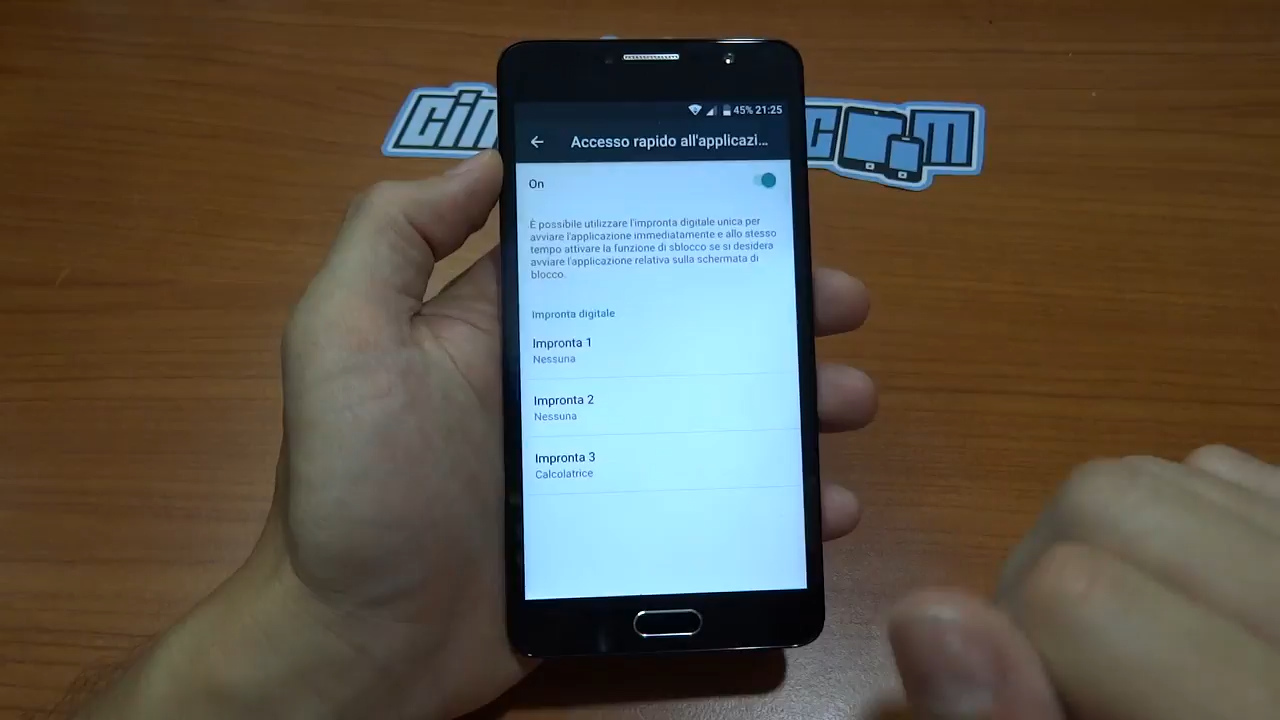 45% 21:25
Accesso rapido all'applicazi...
On
È possibile utilizzare l'impronta digitale unica per
avviare l'applicazione immediatamente e allo stesso
tempo attivare la funzione di sblocco se si desidera
avviare l'applicazione relativa sulla schermata di
blocco.
Impronta digitale
Impronta 1
Nessuna
Impronta 2
Nessuna
Impronta 3
Calcolatrice